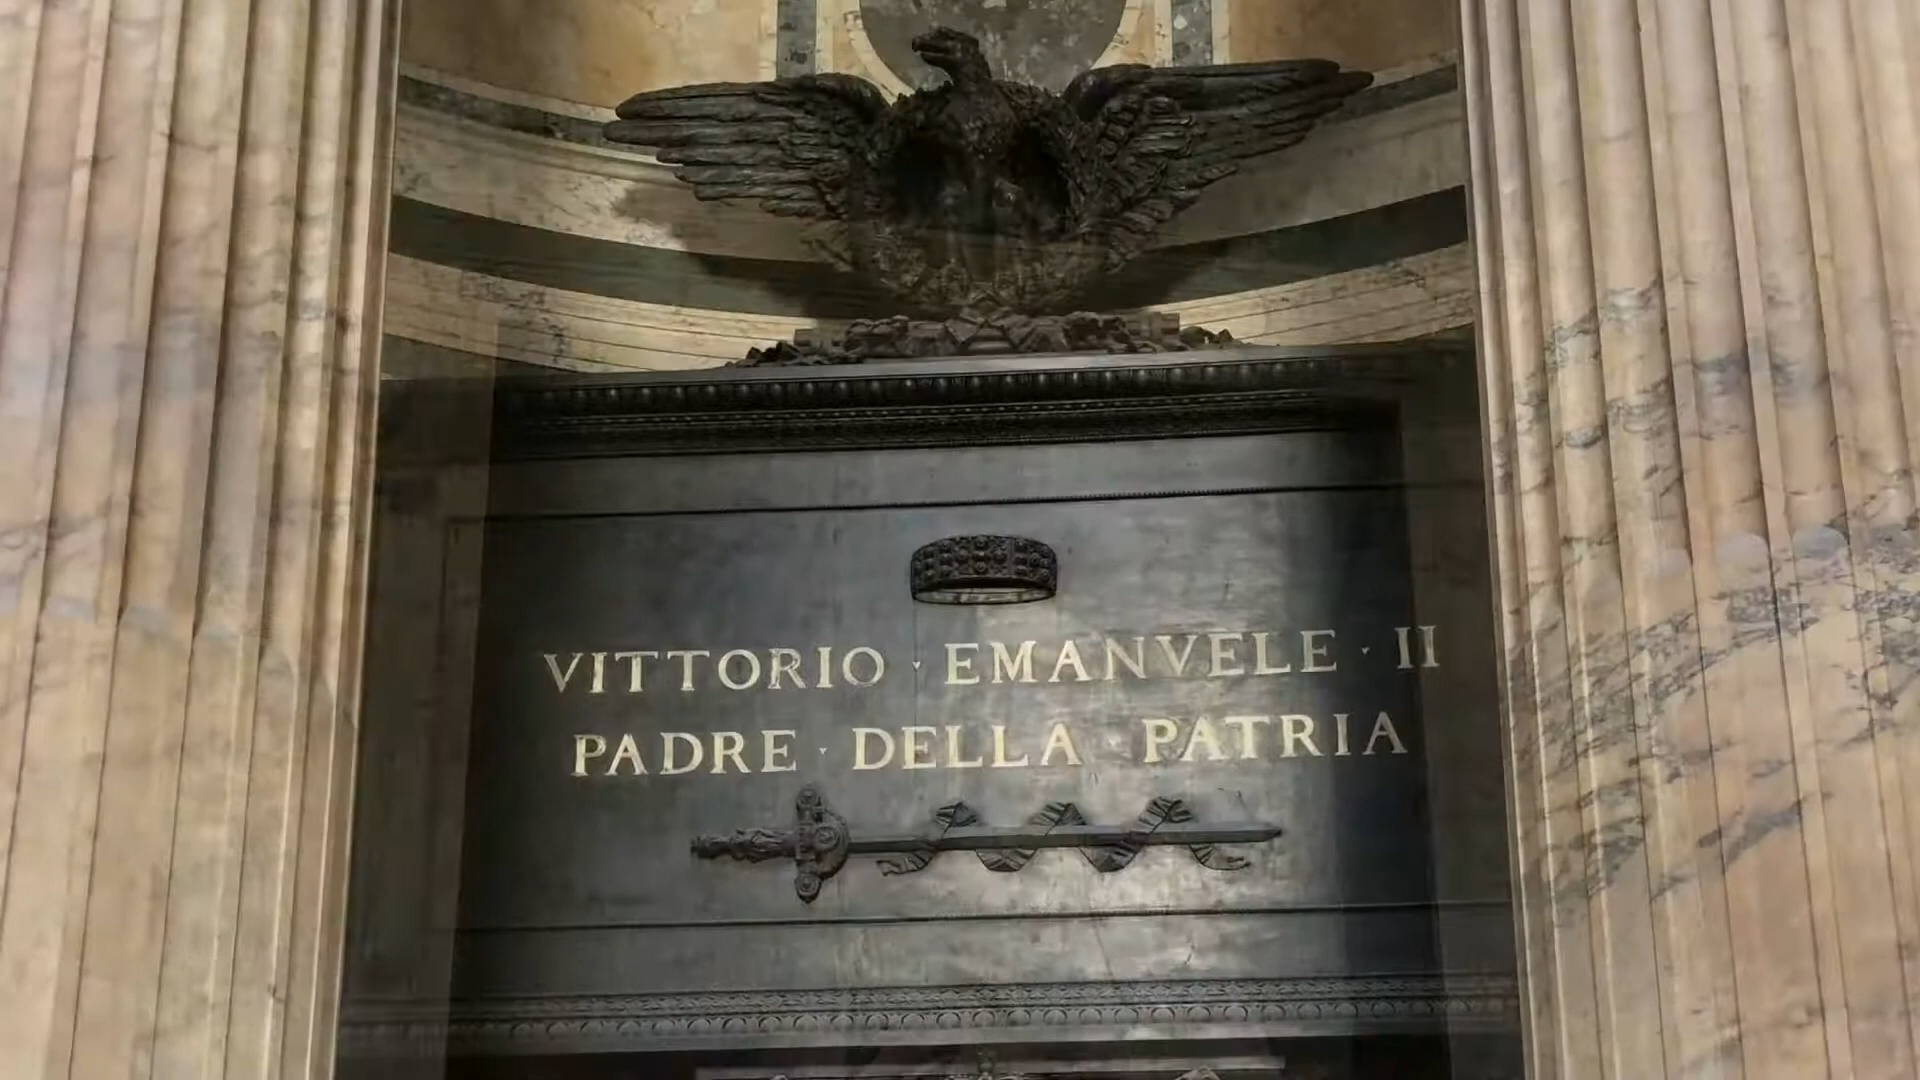 VITTORIO · EMANVELE · II
PADRE · DELLA PATRIA